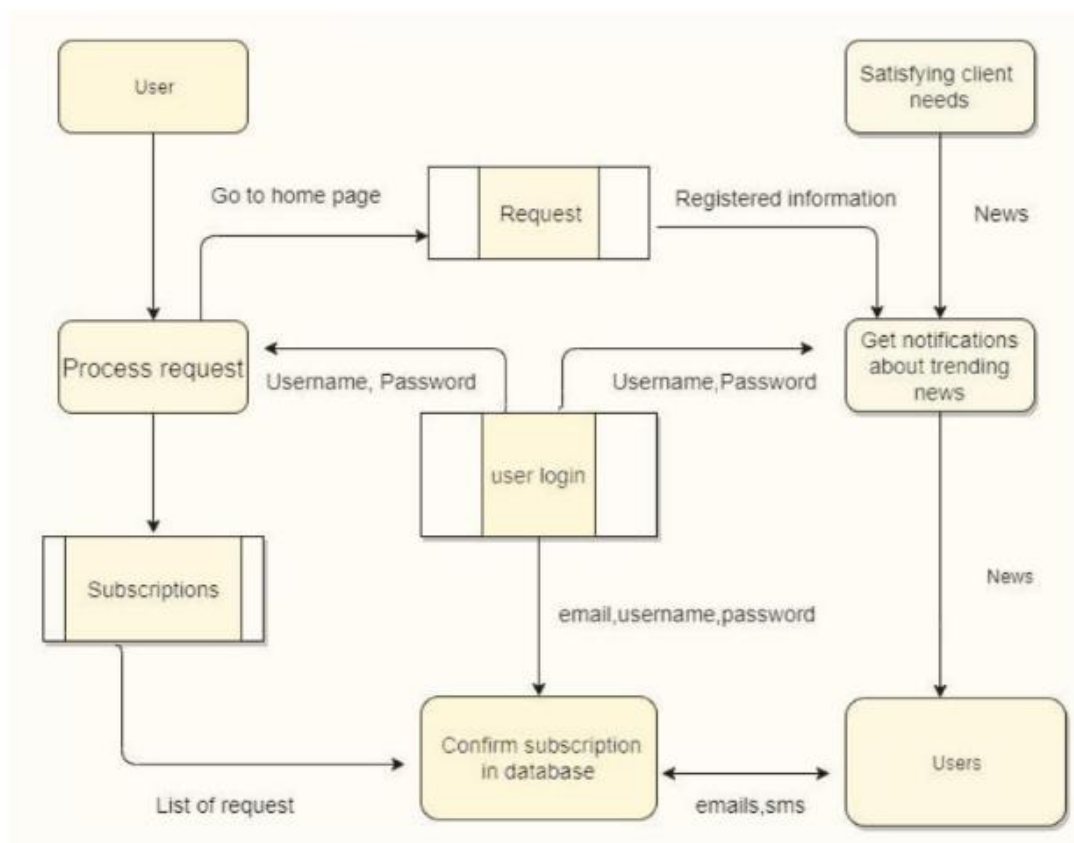 User
Satisfying client
needs
Go to home page
Request
Registered information
News
Process request
Username, Password
Username,Password
Get notifications
about trending
news
user login
Subscriptions
News
email,username,password
Confirm subscription
in database
Users
List of request
emails,sms